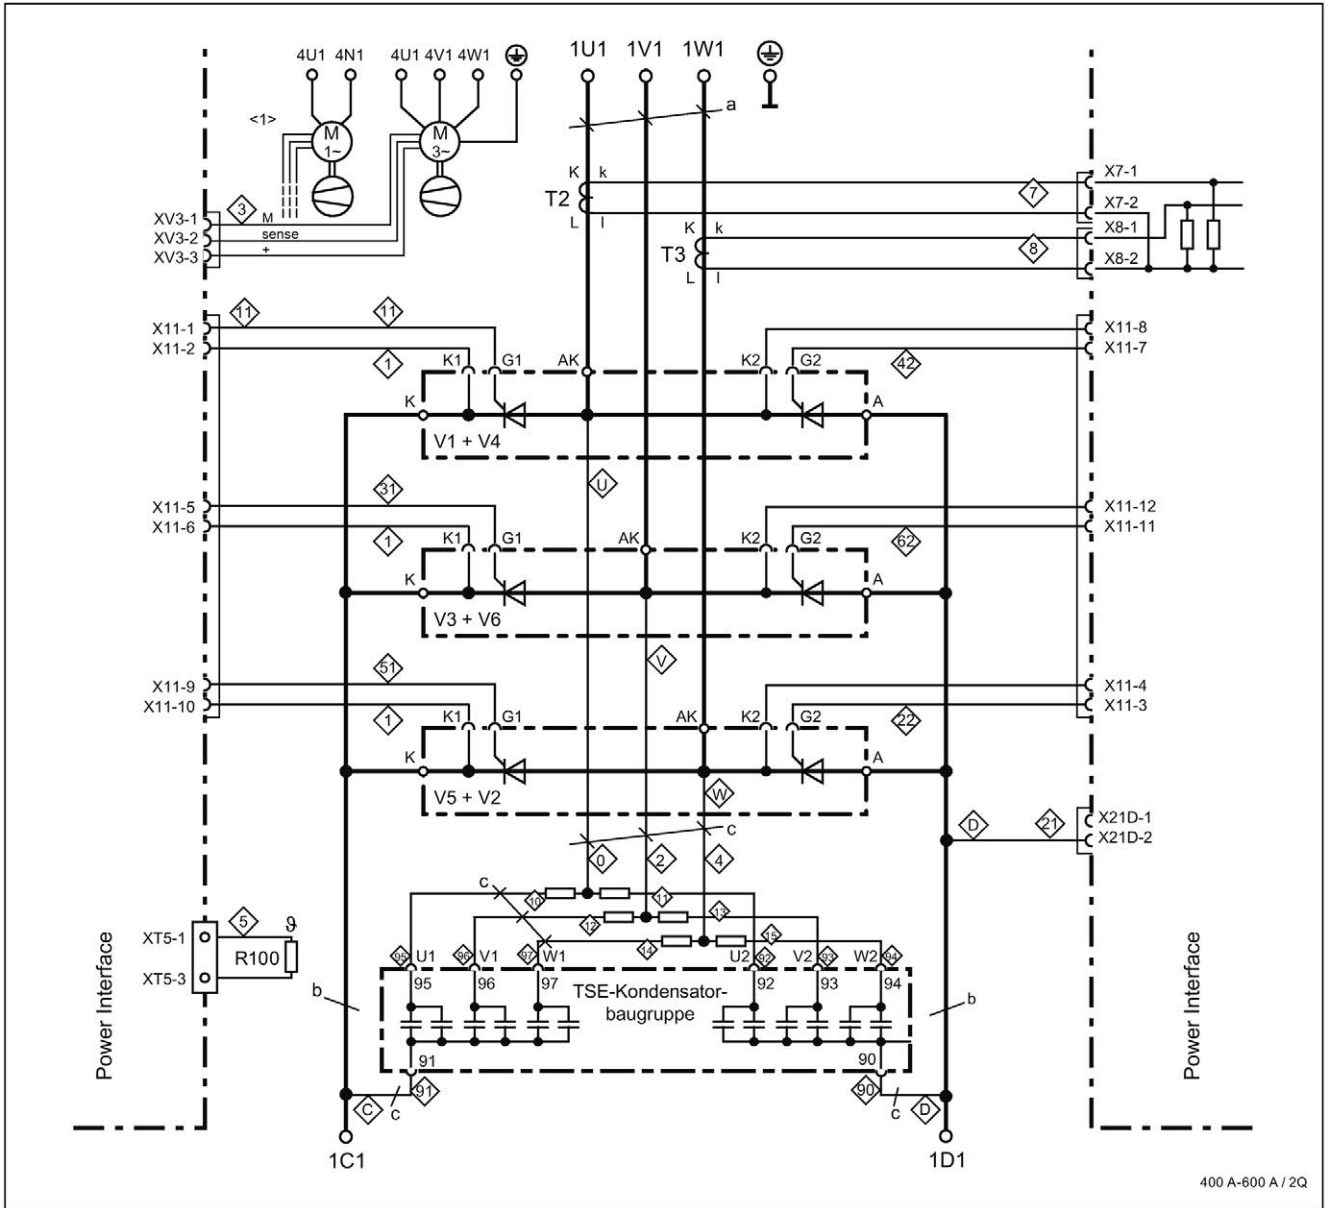 4U1 4N1 4U1 4V1 4W1
1U1 1V1 1W1
a
<1>
M
1~
M
3~
K k
T2
L l
K k
T3
L l
7
8
X7-1
X7-2
X8-1
X8-2
XV3-1
XV3-2
XV3-3
3
M
sense
+
11 11
X11-1
X11-2
1
K1 G1 AK K2 G2
42
X11-8
X11-7
K A
V1 + V4
U
31
X11-5
X11-6
1
K1 G1 AK K2 G2
62
X11-12
X11-11
K A
V3 + V6
V
51
X11-9
X11-10
1
K1 G1 AK K2 G2
22
X11-4
X11-3
K A
V5 + V2
W
c
0 2 4
D 21
X21D-1
X21D-2
c
10 11
12 13
14 15
95 U1 96 V1 97 W1 U2 92 V2 93 W2 94
95 96 97 92 93 94
TSE-Kondensator-
baugruppe
XT5-1
XT5-3
5
ϑ
R100
b b
91 90
91 90
C c c D
Power Interface
Power Interface
1C1 1D1
400 A-600 A / 2Q